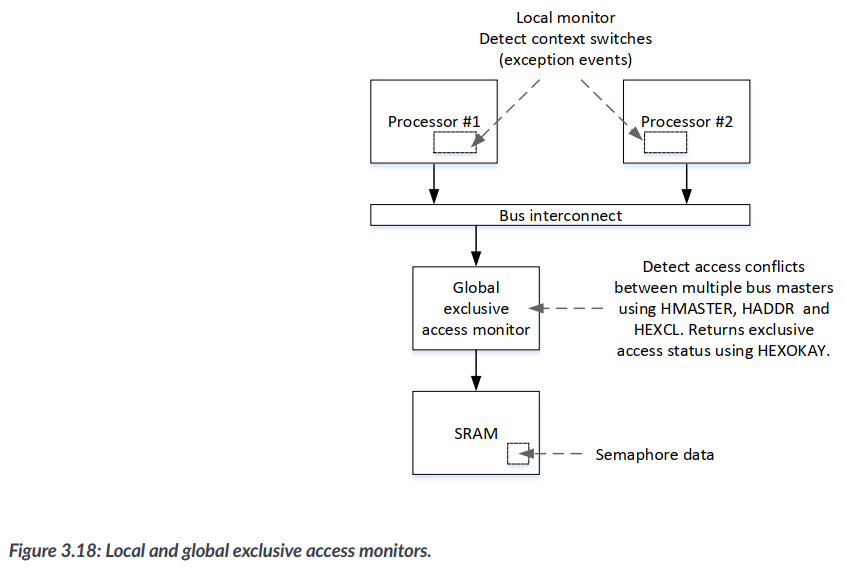 Local monitor
Detect context switches
(exception events)
Processor #1
Processor #2
Bus interconnect
Global
exclusive
access monitor
Detect access conflicts
between multiple bus masters
using HMASTER, HADDR and
HEXCL. Returns exclusive
access status using HEXOKAY.
SRAM
Semaphore data
Figure 3.18: Local and global exclusive access monitors.